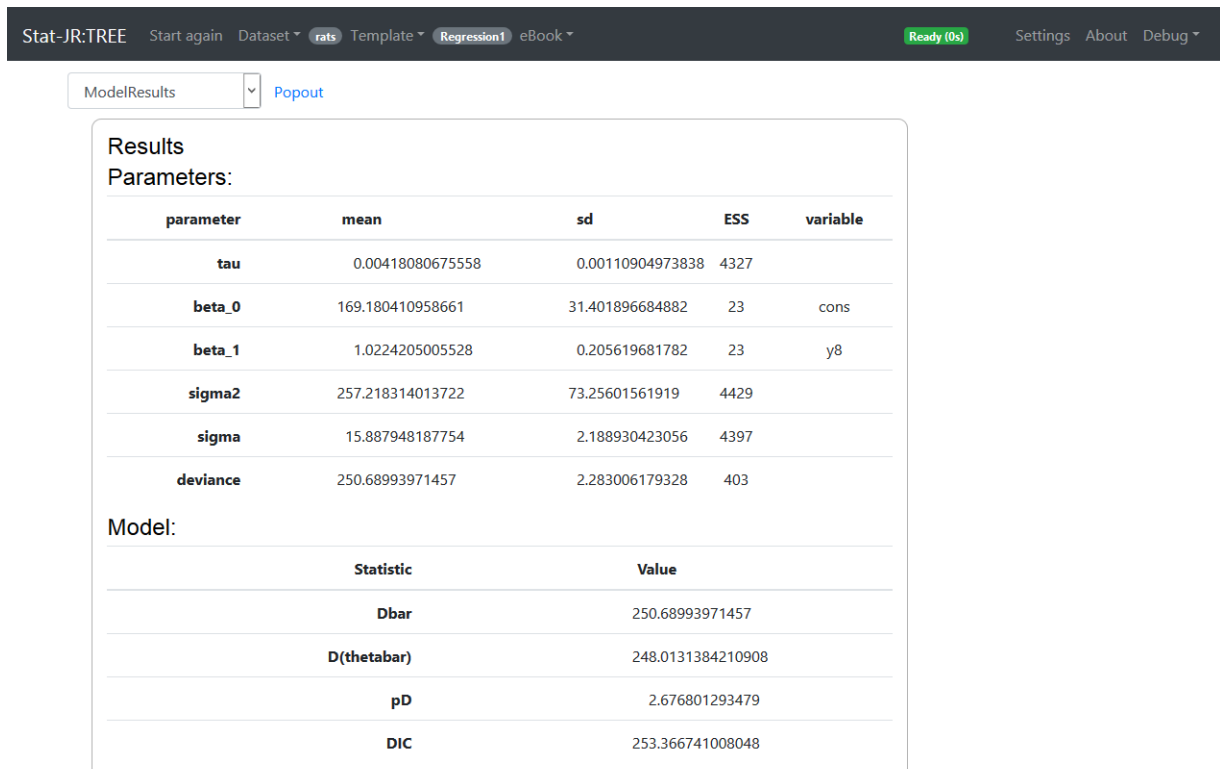 Stat-JR:TREE Start again Dataset rats Template Regression1 eBook Ready (0s) Settings About Debug
ModelResults Popout
Results
Parameters:
parameter mean sd ESS variable
tau 0.00418080675558 0.00110904973838 4327
beta_0 169.180410958661 31.401896684882 23 cons
beta_1 1.0224205005528 0.205619681782 23 y8
sigma2 257.218314013722 73.25601561919 4429
sigma 15.887948187754 2.188930423056 4397
deviance 250.68993971457 2.283006179328 403
Model:
Statistic Value
Dbar 250.68993971457
D(thetabar) 248.0131384210908
pD 2.676801293479
DIC 253.366741008048